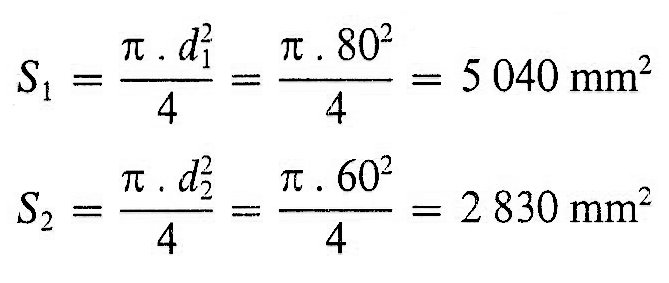 S₁ = π . d₁² / 4 = π . 80² / 4 = 5 040 mm²
S₂ = π . d₂² / 4 = π . 60² / 4 = 2 830 mm²